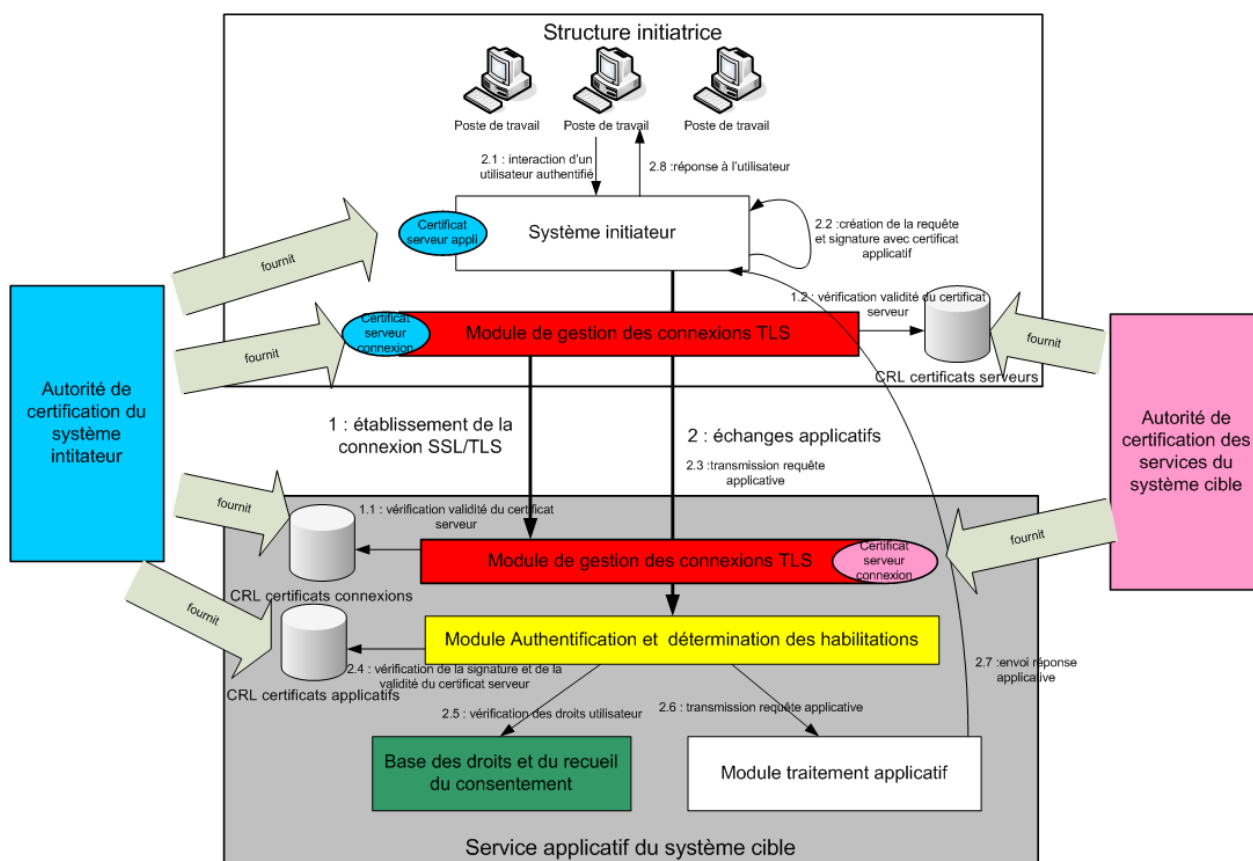 Structure initiatrice
Poste de travail
Poste de travail
Poste de travail
2.1 : interaction d'un
utilisateur authentifié
2.8 :réponse à l'utilisateur
Certificat
serveur appli
Système initiateur
2.2 :création de la requête
et signature avec certificat
applicatif
fournit
1.2 : vérification validité du certificat
serveur
Certificat
serveur
connexion
Module de gestion des connexions TLS
fournit
fournit
CRL certificats serveurs
Autorité de
certification du
système
intitateur
Autorité de
certification des
services du
système cible
1 : établissement de la
connexion SSL/TLS
2 : échanges applicatifs
2.3 :transmission requête
applicative
fournit
1.1 : vérification validité du certificat
serveur
fournit
Module de gestion des connexions TLS
Certificat
serveur
connexion
CRL certificats connexions
fournit
Module Authentification et détermination des habilitations
2.4 : vérification de la signature et de la
validité du certificat serveur
CRL certificats applicatifs
2.7 :envoi réponse
applicative
2.5 : vérification des droits utilisateur
2.6 : transmission requête applicative
Base des droits et du recueil
du consentement
Module traitement applicatif
Service applicatif du système cible